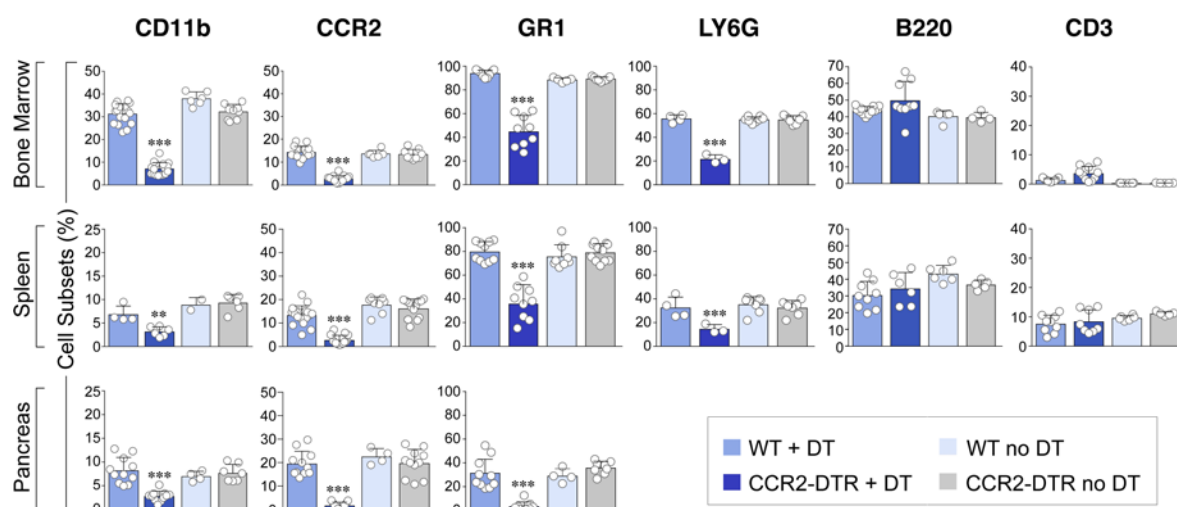 CD11b CCR2 GR1 LY6G B220 CD3
Cell Subsets (%)
Bone Marrow
50 40 30 20 10 0
***
50 40 30 20 10 0
***
100 80 60 40 20 0
***
100 80 60 40 20 0
***
70 60 50 40 30 20 10 0
40 30 20 10 0
Spleen
25 20 15 10 5 0
**
50 40 30 20 10 0
***
100 80 60 40 20 0
***
100 80 60 40 20 0
***
70 60 50 40 30 20 10 0
40 30 20 10 0
Pancreas
25 20 15 10 5 0
***
50 40 30 20 10 0
***
100 80 60 40 20 0
***
WT + DT WT no DT
CCR2-DTR + DT CCR2-DTR no DT